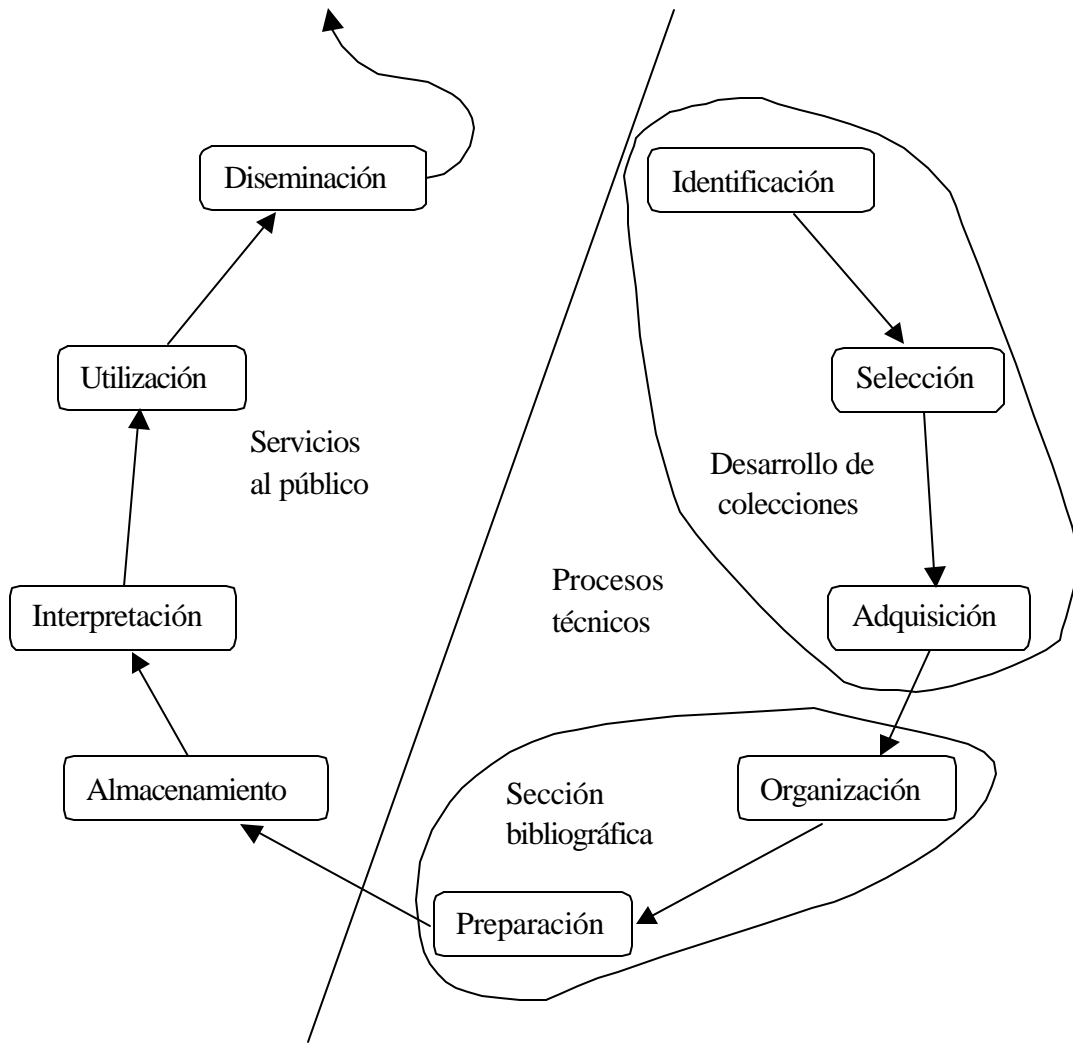 Diseminación
Identificación
Utilización
Selección
Servicios
al público
Desarrollo de
colecciones
Procesos
técnicos
Interpretación
Adquisición
Almacenamiento
Sección
bibliográfica
Organización
Preparación